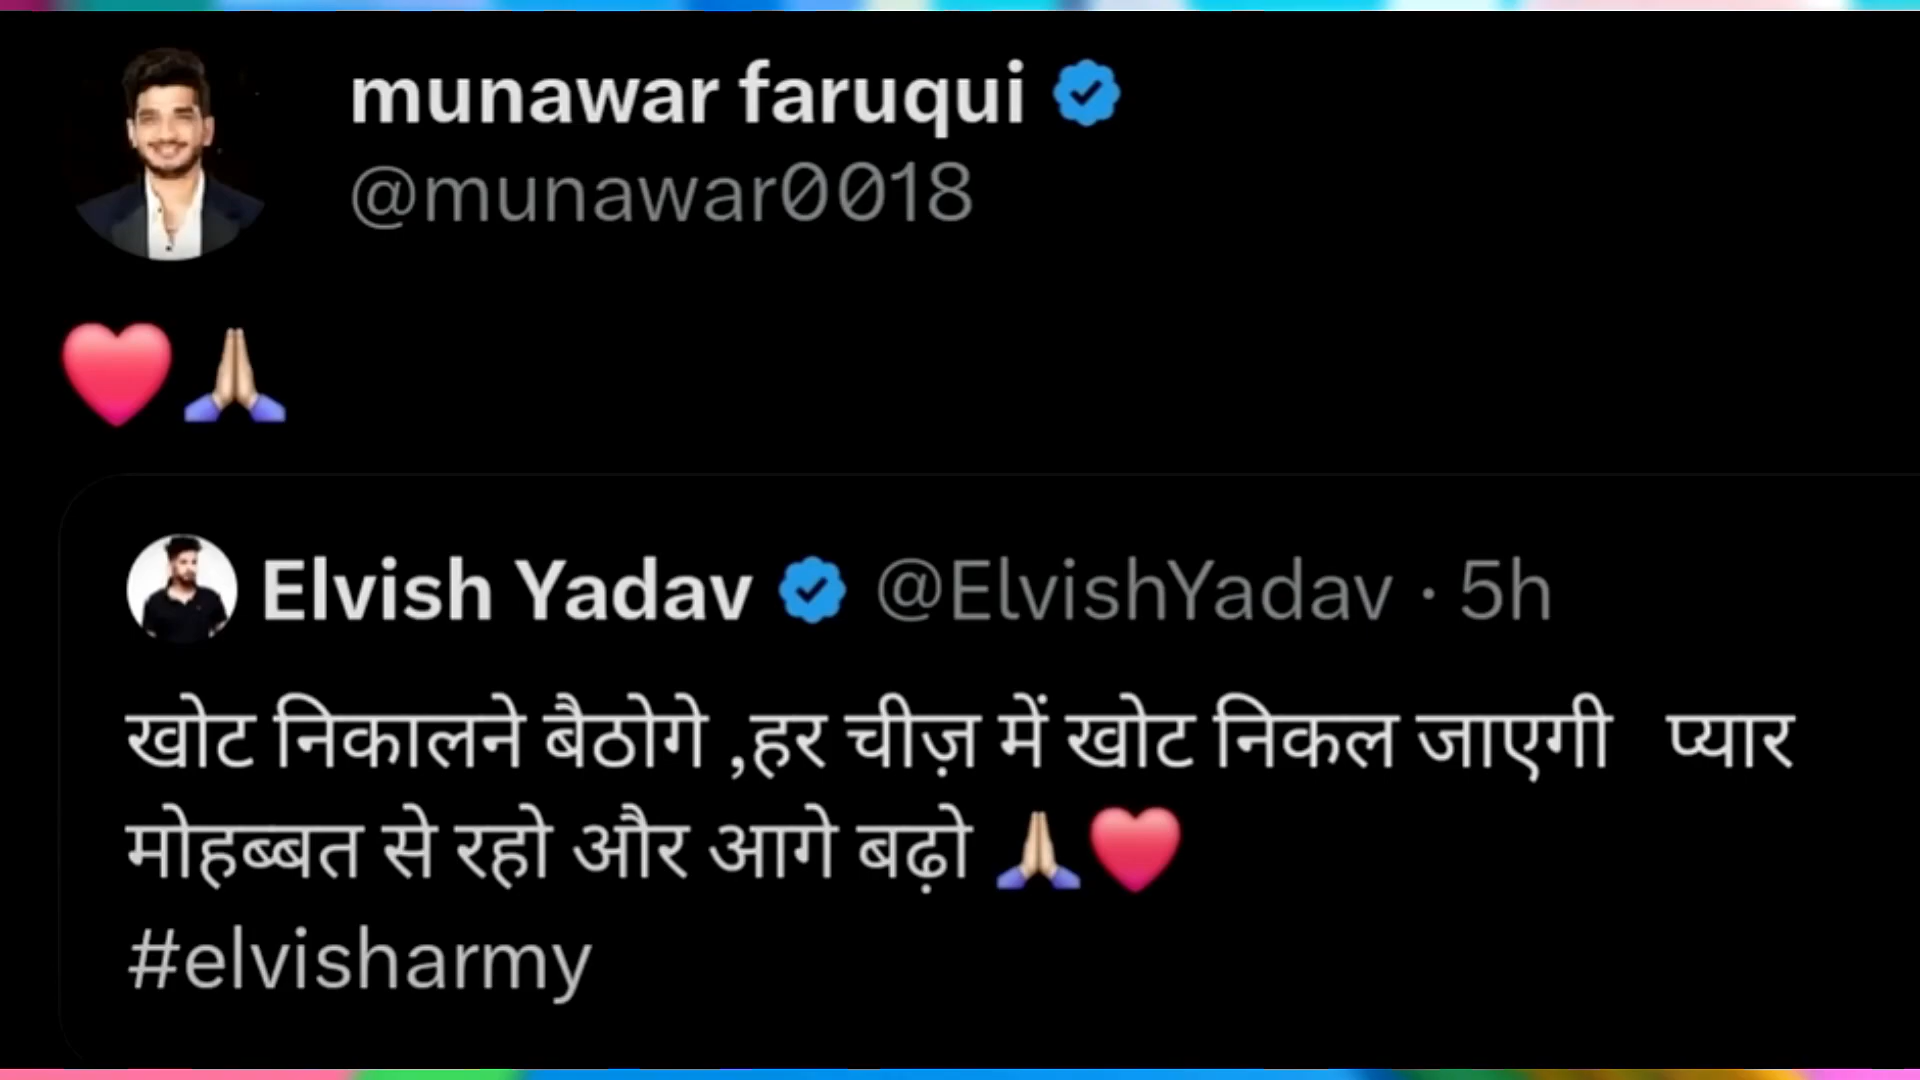 munawar faruqui
@munawar0018
❤️🙏🏼
Elvish Yadav @ElvishYadav · 5h
खोट निकालने बैठोगे ,हर चीज़ में खोट निकल जाएगी   प्यार
मोहब्बत से रहो और आगे बढ़ो 🙏🏼❤️
#elvisharmy